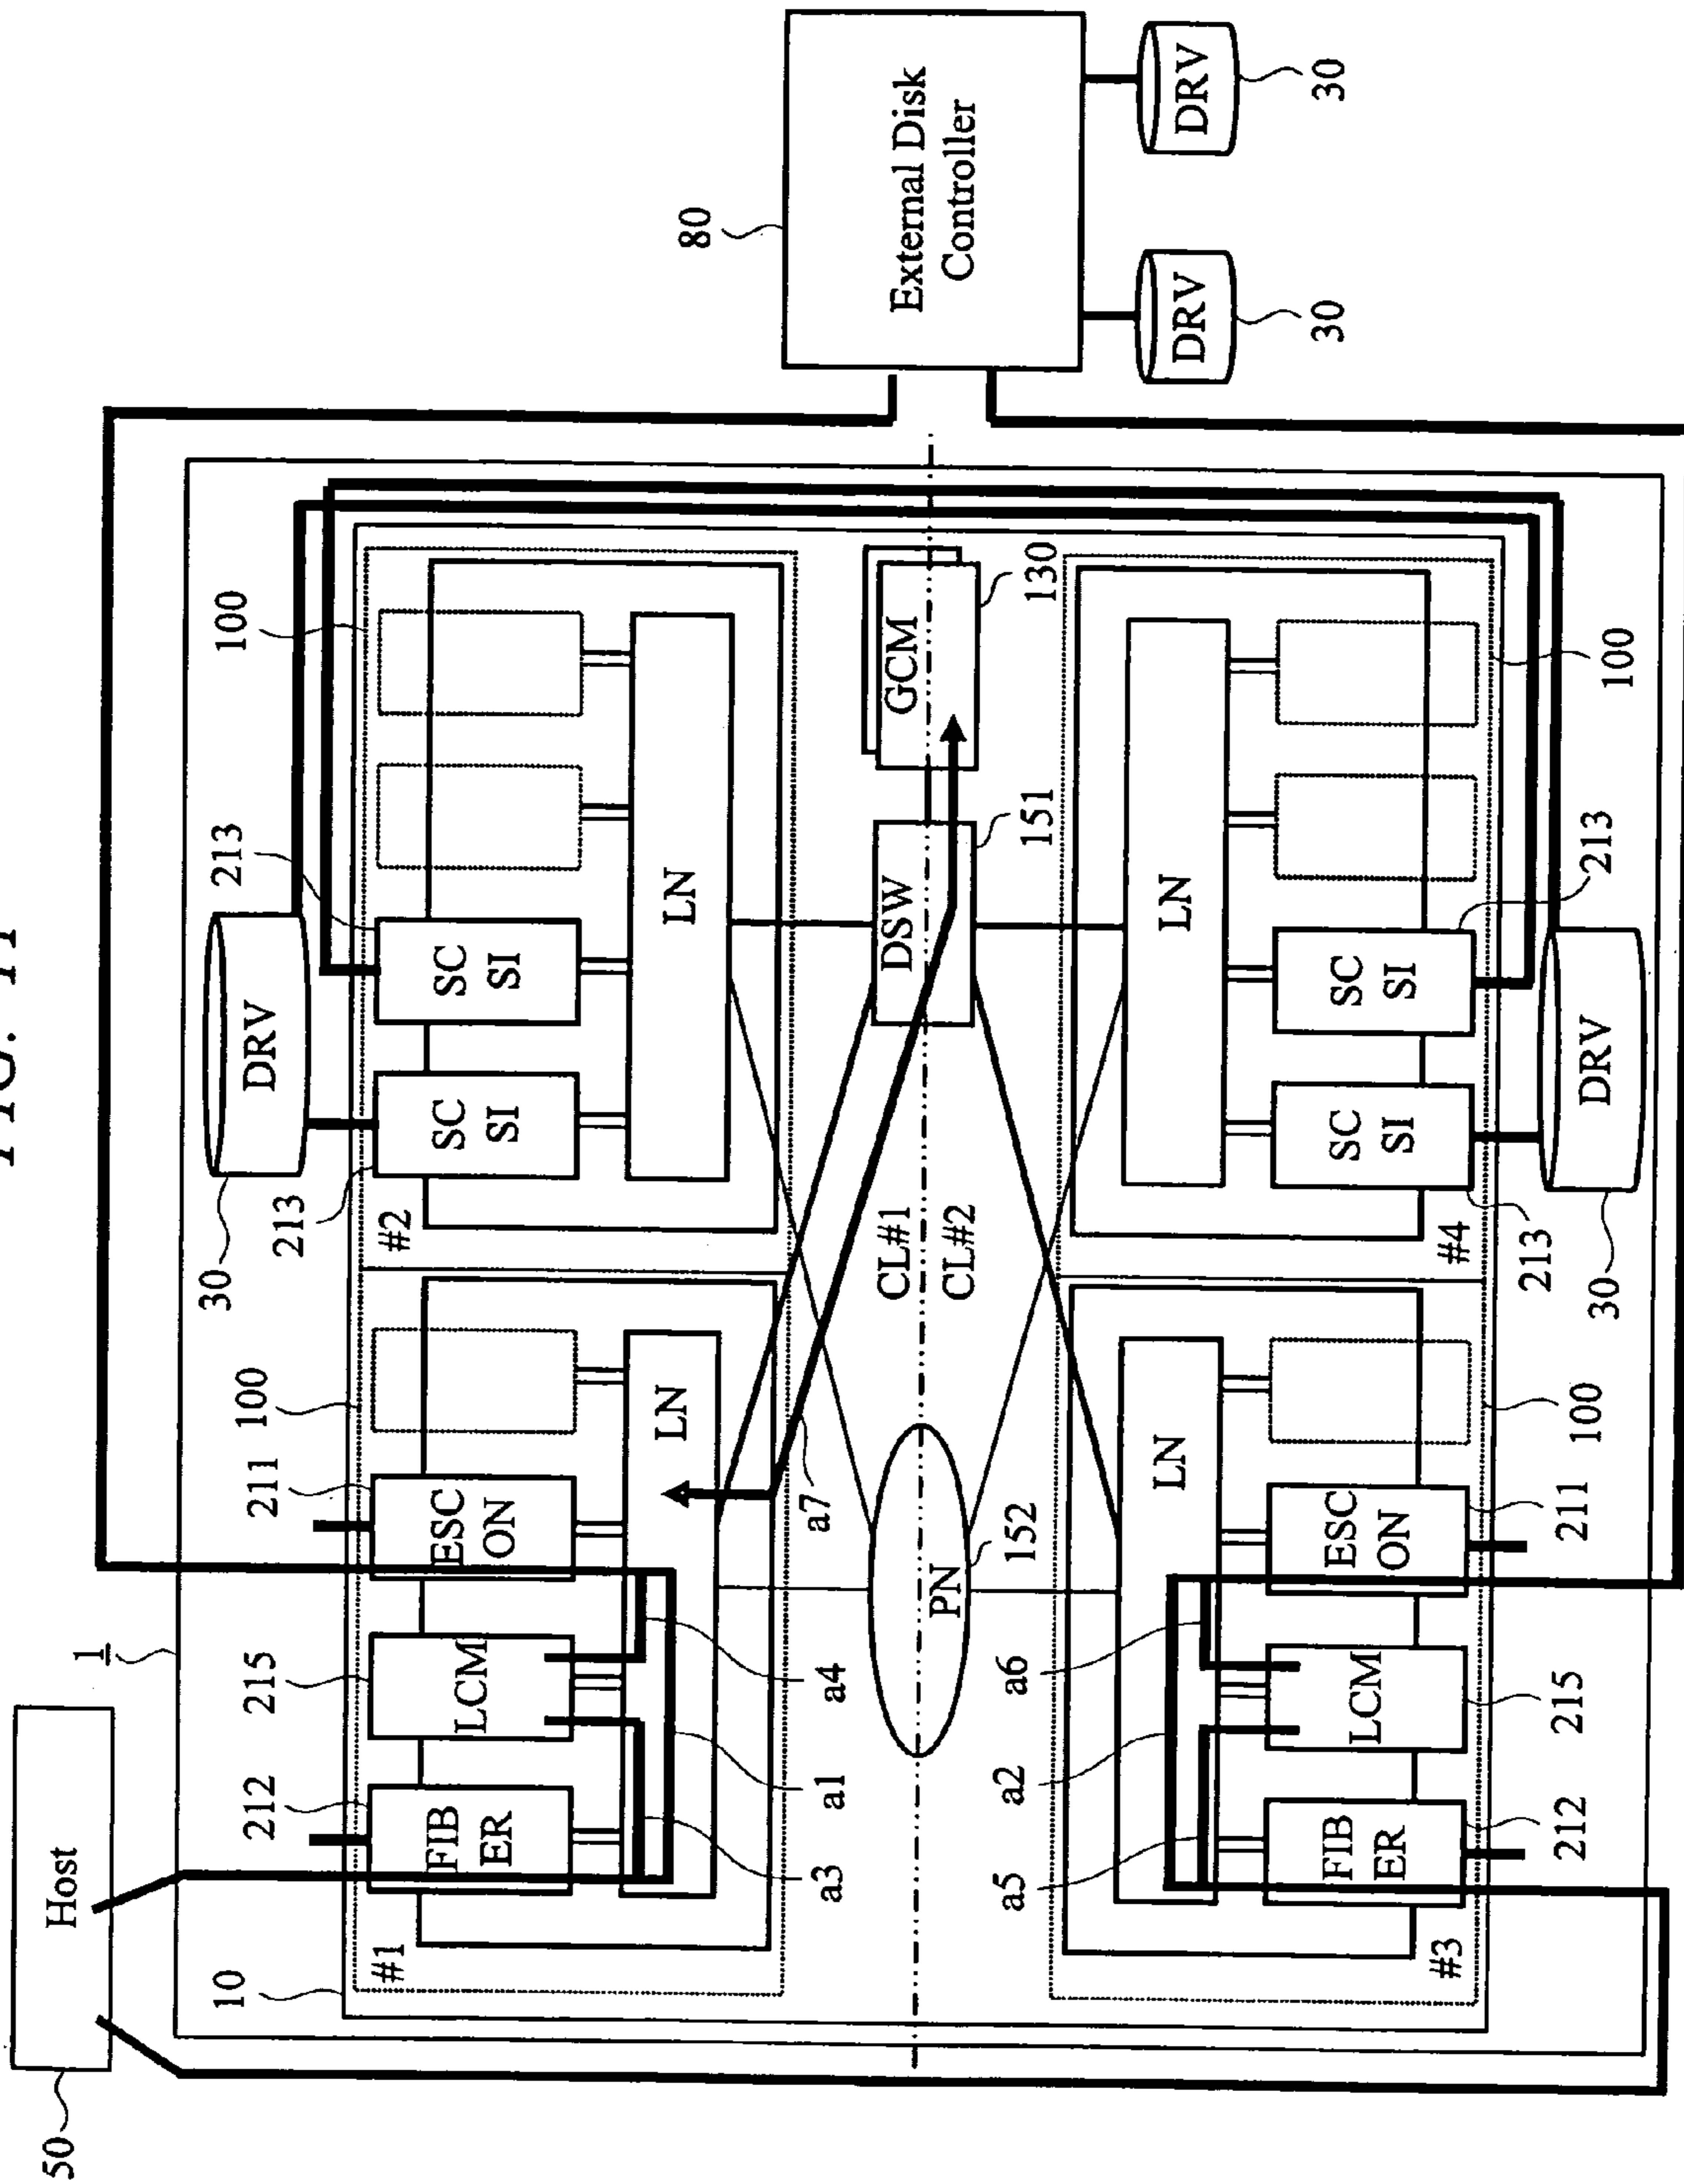 FIG.
50
Host
1
10
30
DRV
213
213
100
212
215
211
100
#1
FIB
ER
LCM
ESC
ON
#2
SC
SI
SC
SI
LN
LN
80
External Disk
Controller
a3
a1
a4
a7
CL#1
CL#2
DSW
GCM
PN
152
151
130
DRV
30
DRV
30
a5
a2
a6
LN
LN
FIB
ER
LCM
ESC
ON
SC
SI
SC
SI
#3
#4
212
215
211
100
213
213
100
30
DRV